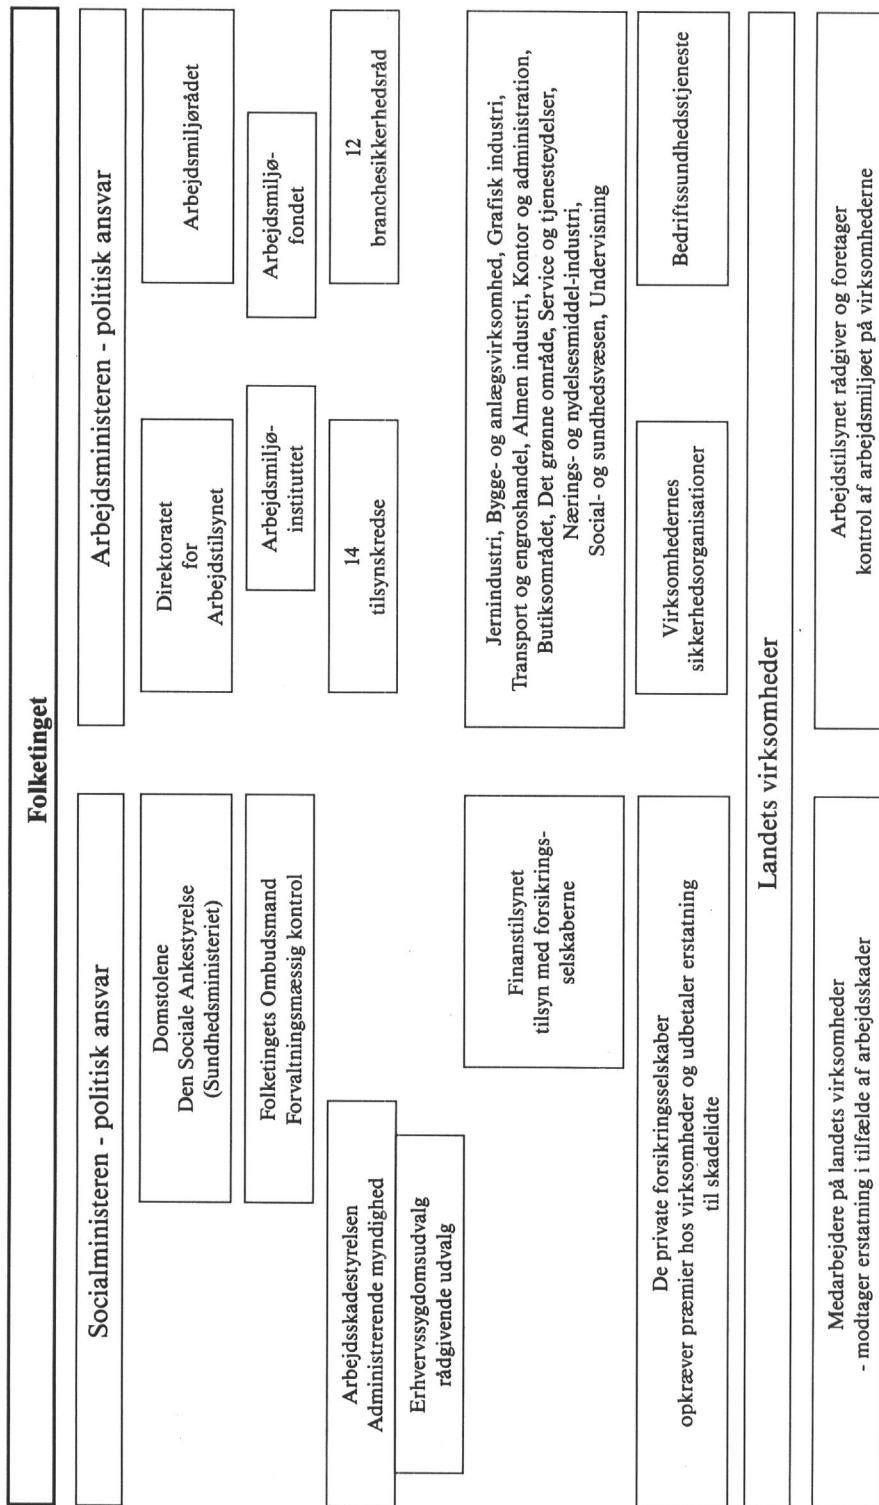 Folketinget
Socialministeren - politisk ansvar
Arbejdsministeren - politisk ansvar
Domstolene
Den Sociale Ankestyrelse
(Sundhedsministeriet)
Direktoratet
for
Arbejdstilsynet
Arbejdsmiljørådet
Folketingets Ombudsmand
Forvaltningsmæssig kontrol
Arbejdsmiljø-
instituttet
Arbejdsmiljø-
fondet
Arbejdsskadestyrelsen
Administrerende myndighed
14
tilsynskredse
12
branchesikkerhedsråd
Erhvervssygdomsudvalg
rådgivende udvalg
Finanstilsynet
tilsyn med forsikrings-
selskaberne
Jernindustri, Bygge- og anlægsvirksomhed, Grafisk industri,
Transport og engroshandel, Almen industri, Kontor og administration,
Butiksområdet, Det grønne område, Service og tjenesteydelser,
Nærings- og nydelsesmiddel-industri,
Social- og sundhedsvæsen, Undervisning
De private forsikringsselskaber
opkræver præmier hos virksomheder og udbetaler erstatning
til skadelidte
Virksomhedernes
sikkerhedsorganisationer
Bedriftssundhedsstjeneste
Landets virksomheder
Medarbejdere på landets virksomheder
- modtager erstatning i tilfælde af arbejdsskader
Arbejdstilsynet rådgiver og foretager
kontrol af arbejdsmiljøet på virksomhederne